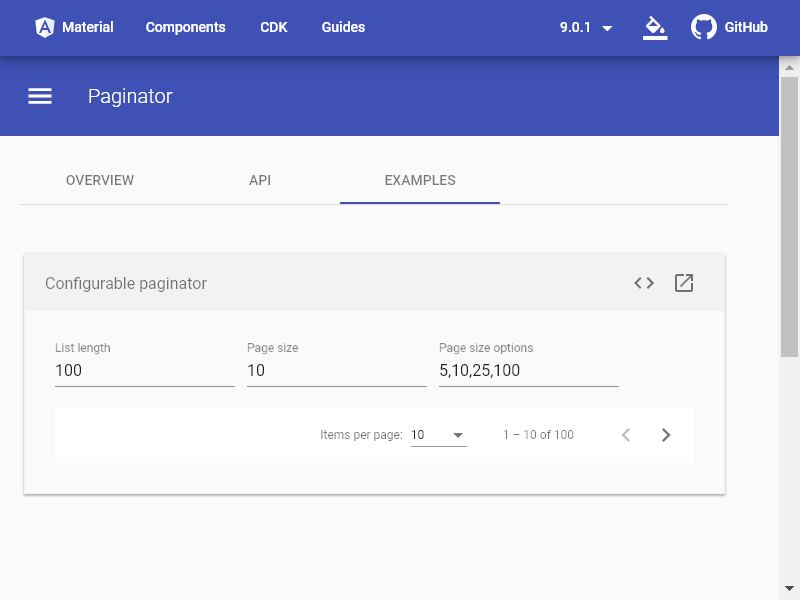 Material Components CDK Guides 9.0.1 GitHub
Paginator
OVERVIEW API EXAMPLES
Configurable paginator
List length Page size Page size options
100 10 5,10,25,100
Items per page: 10 1 – 10 of 100